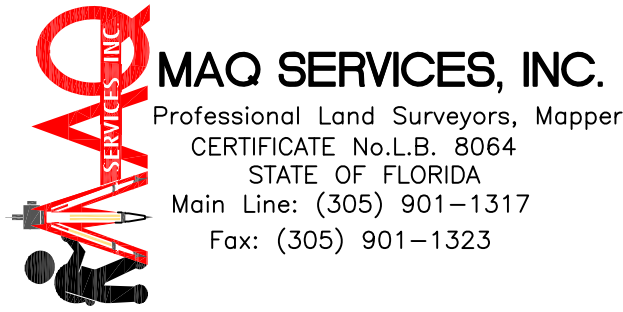 MAQ
SERVICES INC.
MAQ SERVICES, INC.
Professional Land Surveyors, Mapper
CERTIFICATE No.L.B. 8064
STATE OF FLORIDA
Main Line: (305) 901-1317
Fax: (305) 901-1323